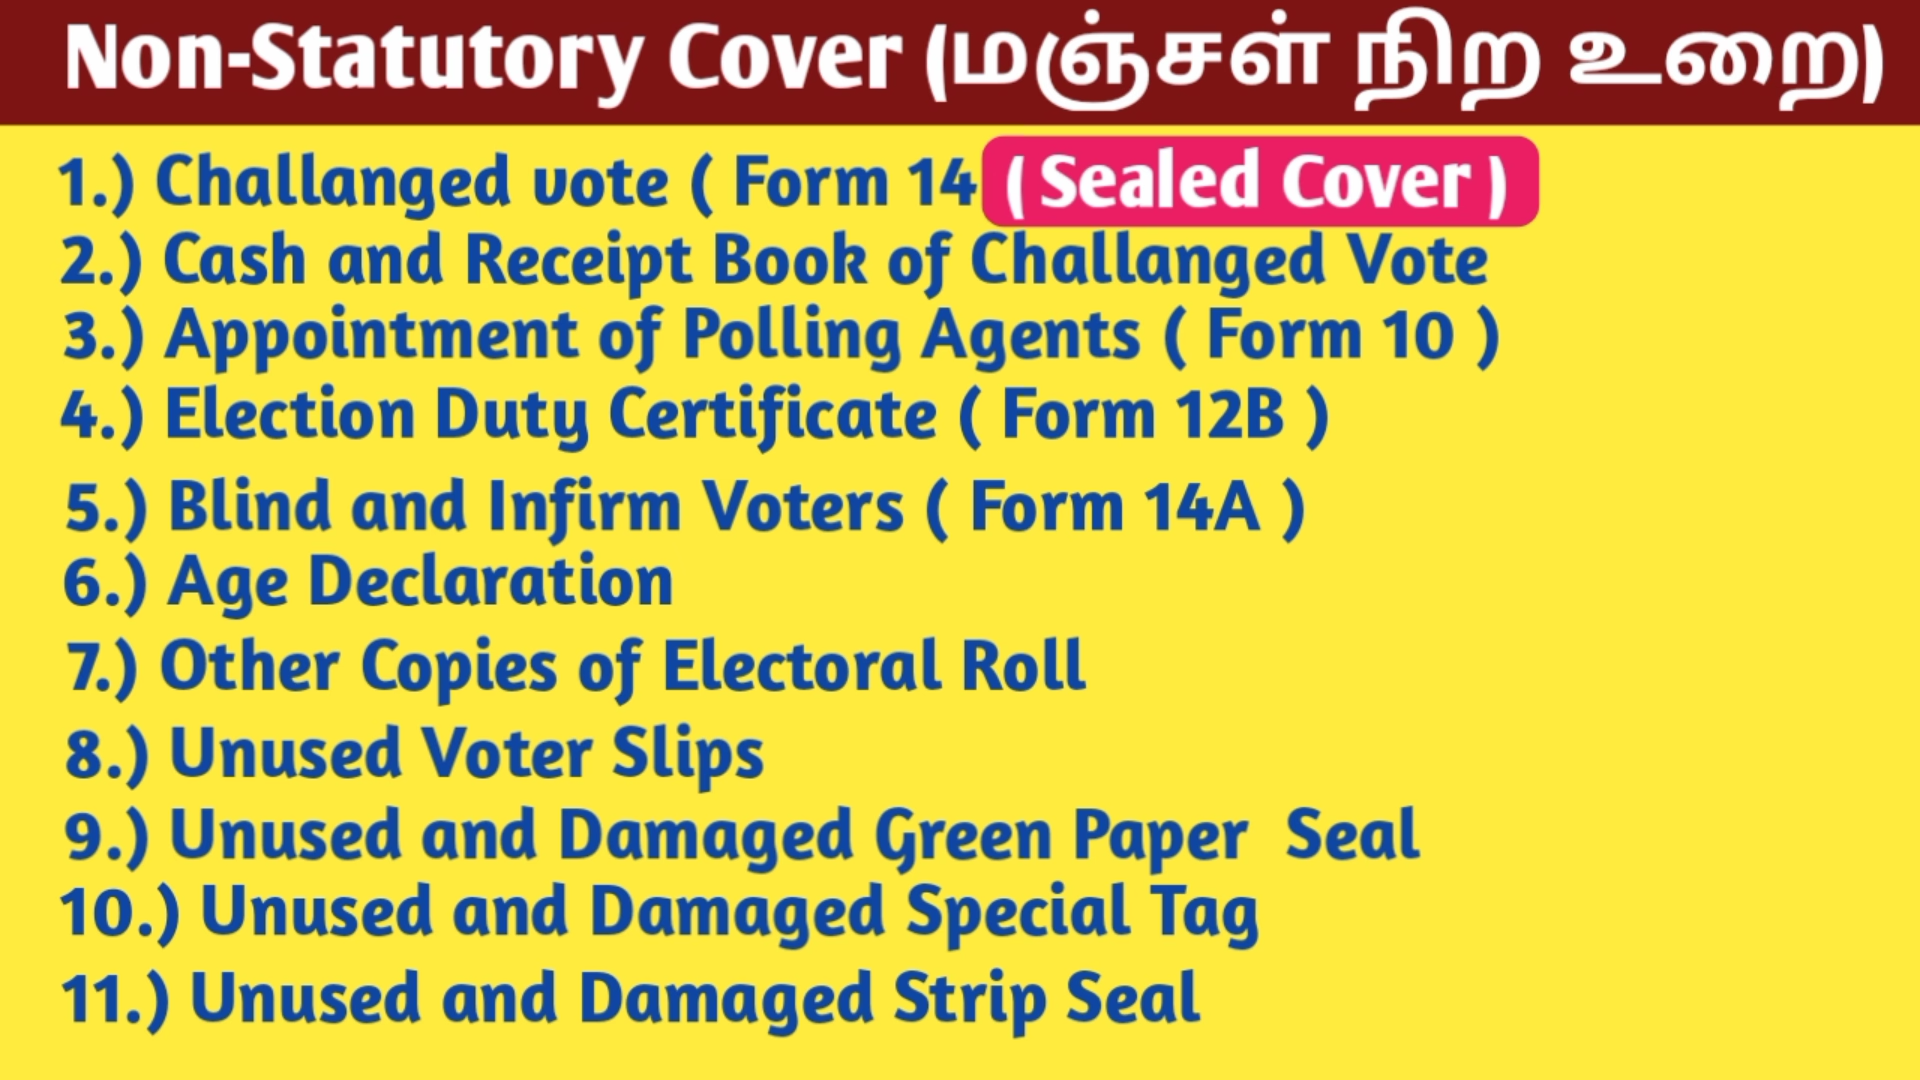 Non-Statutory Cover (மஞ்சள் நிற உறை)
1.) Challanged vote ( Form 14 ( Sealed Cover )
2.) Cash and Receipt Book of Challanged Vote
3.) Appointment of Polling Agents ( Form 10 )
4.) Election Duty Certificate ( Form 12B )
5.) Blind and Infirm Voters ( Form 14A )
6.) Age Declaration
7.) Other Copies of Electoral Roll
8.) Unused Voter Slips
9.) Unused and Damaged Green Paper Seal
10.) Unused and Damaged Special Tag
11.) Unused and Damaged Strip Seal